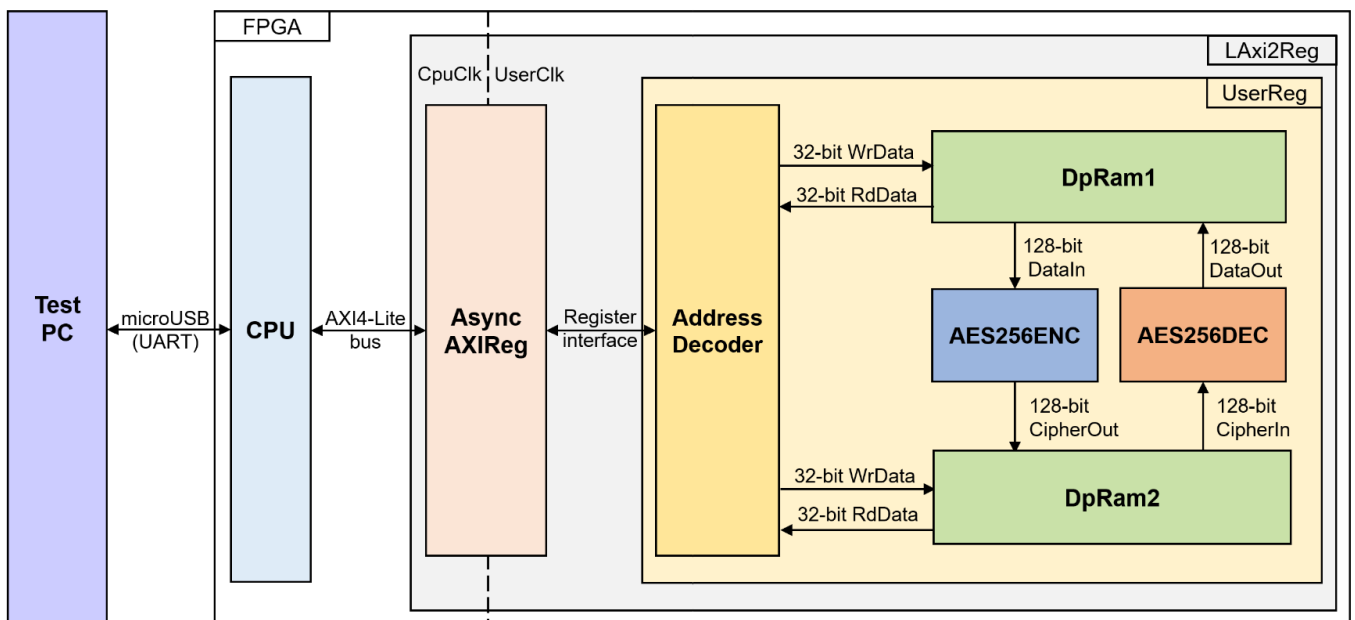 FPGA
LAxi2Reg
CpuClk
UserClk
UserReg
Test
PC
microUSB
(UART)
CPU
AXI4-Lite
bus
Async
AXIReg
Register
interface
Address
Decoder
32-bit WrData
32-bit RdData
DpRam1
128-bit
DataIn
128-bit
DataOut
AES256ENC
AES256DEC
128-bit
CipherOut
128-bit
CipherIn
32-bit WrData
32-bit RdData
DpRam2